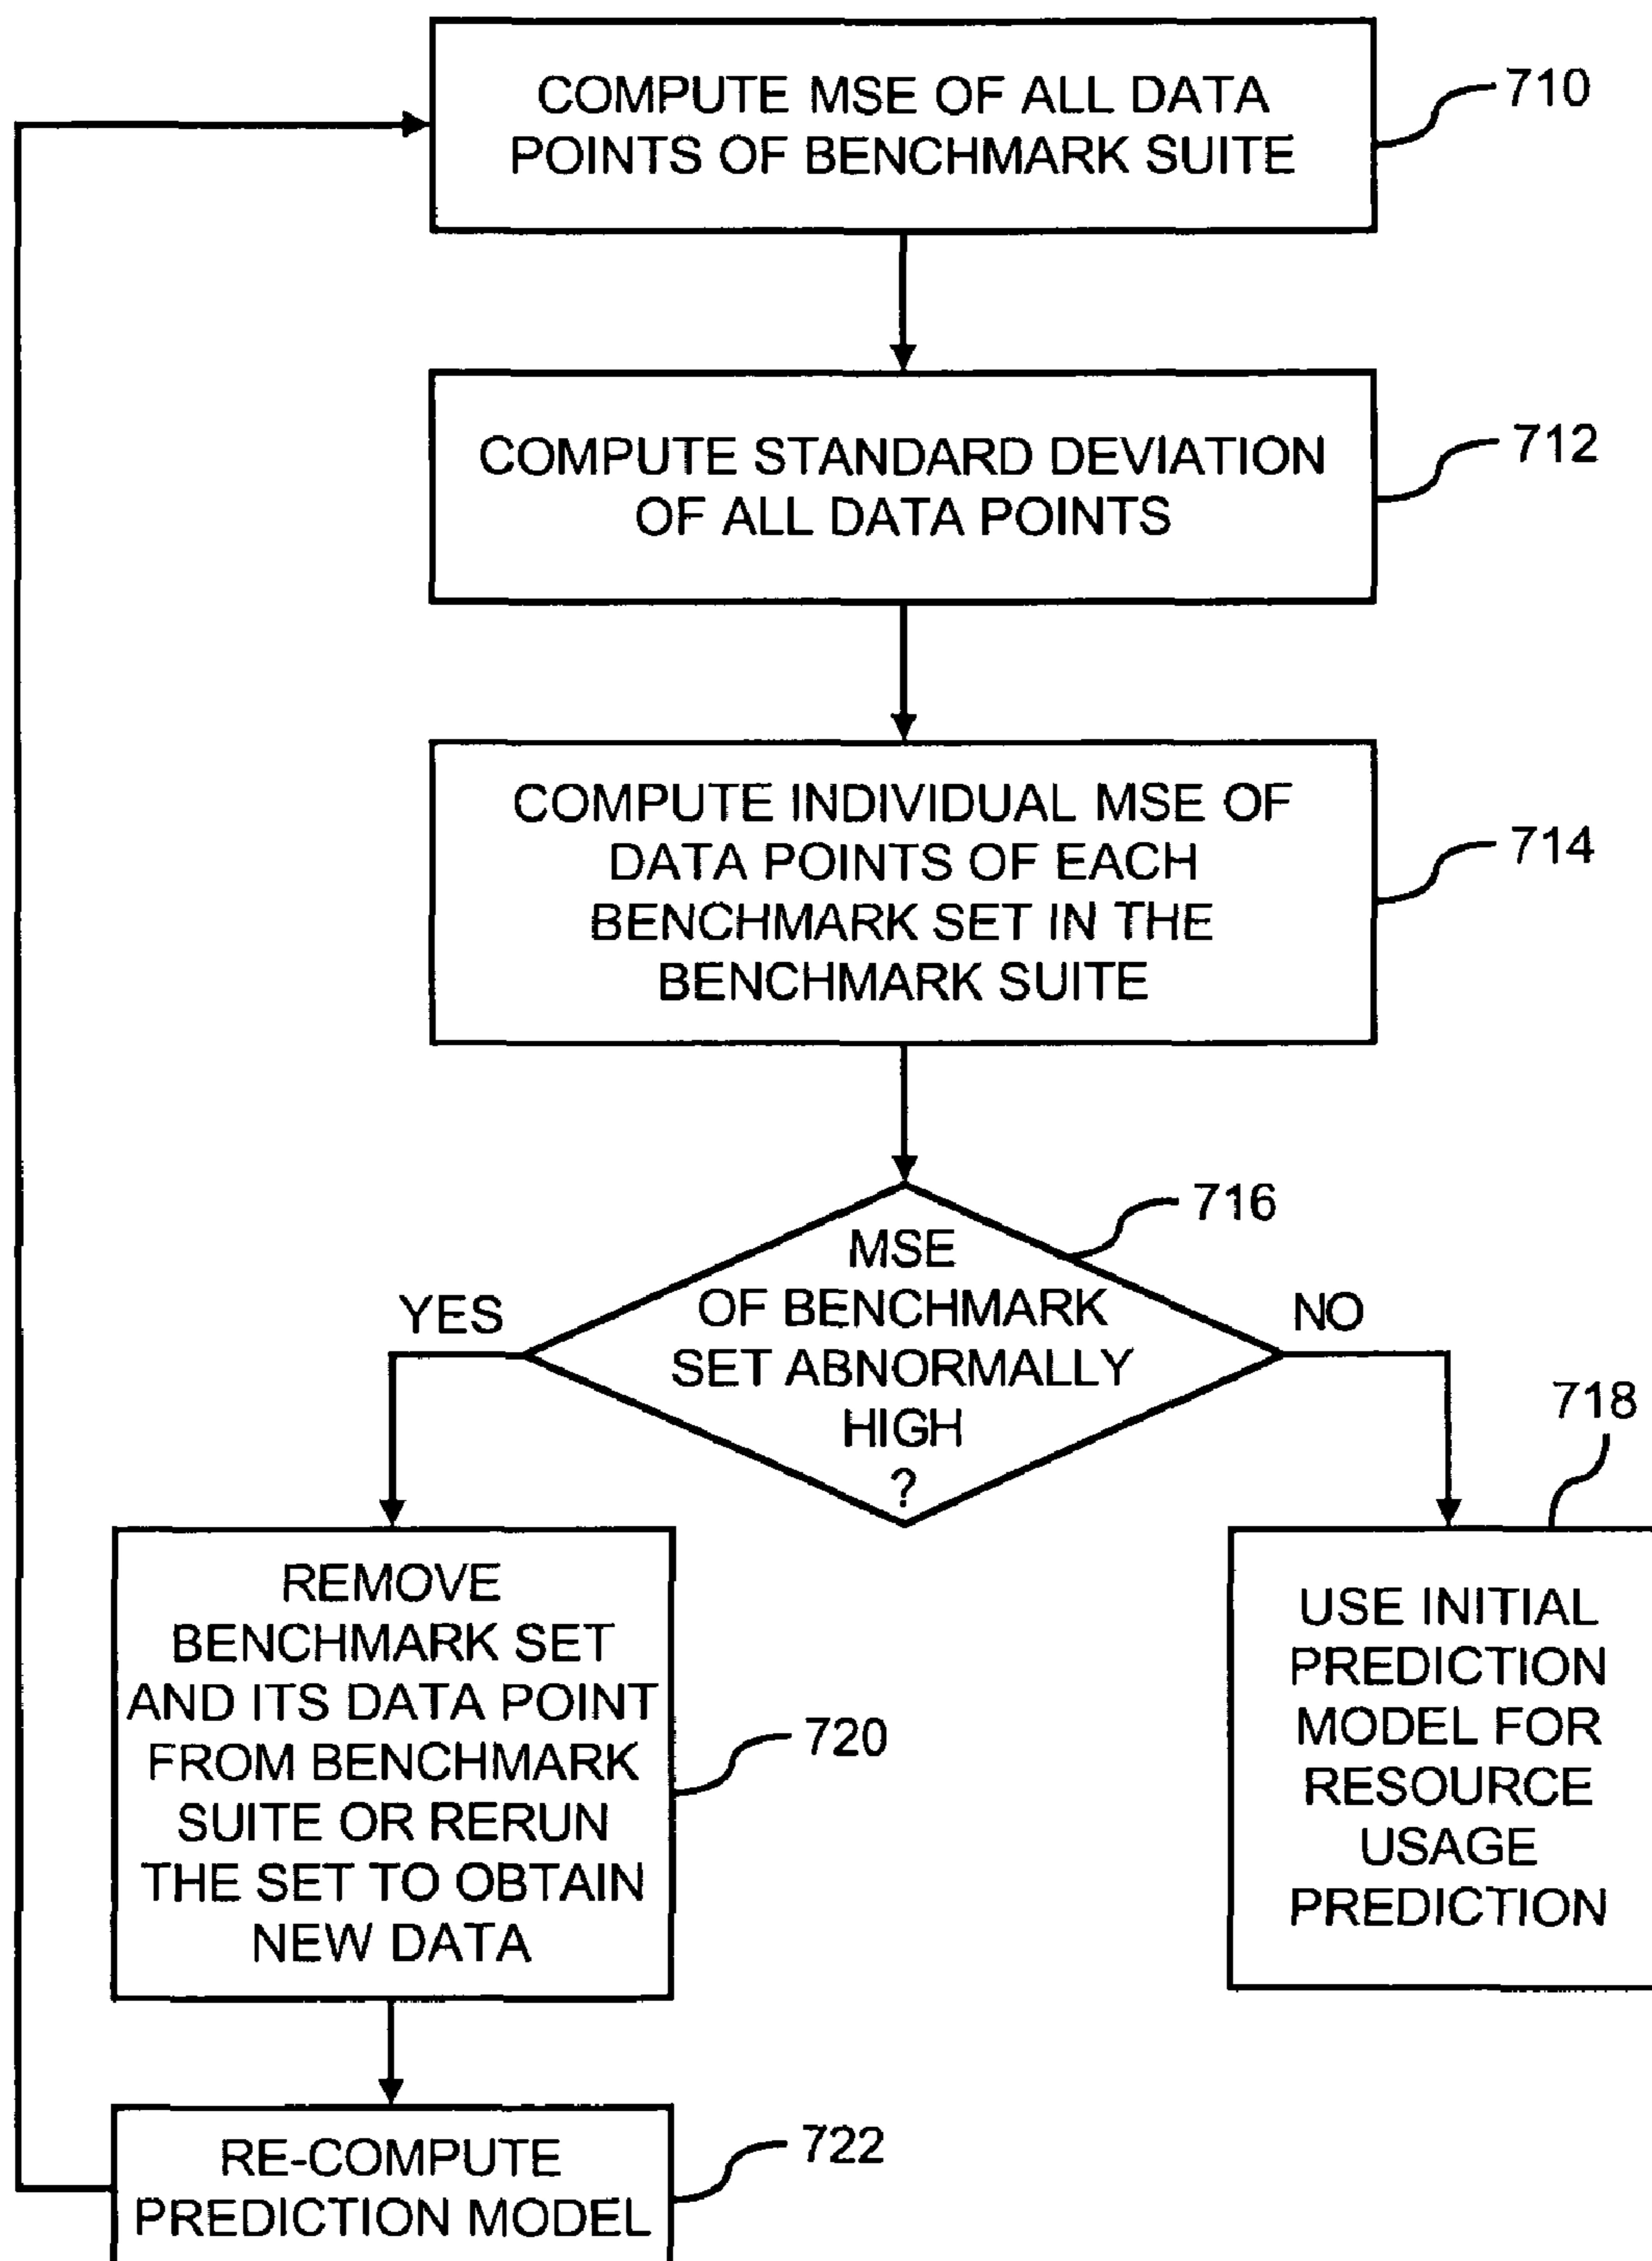 COMPUTE MSE OF ALL DATA
POINTS OF BENCHMARK SUITE
710
COMPUTE STANDARD DEVIATION
OF ALL DATA POINTS
712
COMPUTE INDIVIDUAL MSE OF
DATA POINTS OF EACH
BENCHMARK SET IN THE
BENCHMARK SUITE
714
716
MSE
OF BENCHMARK
SET ABNORMALLY
HIGH
?
YES
NO
718
REMOVE
BENCHMARK SET
AND ITS DATA POINT
FROM BENCHMARK
SUITE OR RERUN
THE SET TO OBTAIN
NEW DATA
720
USE INITIAL
PREDICTION
MODEL FOR
RESOURCE
USAGE
PREDICTION
RE-COMPUTE
PREDICTION MODEL
722